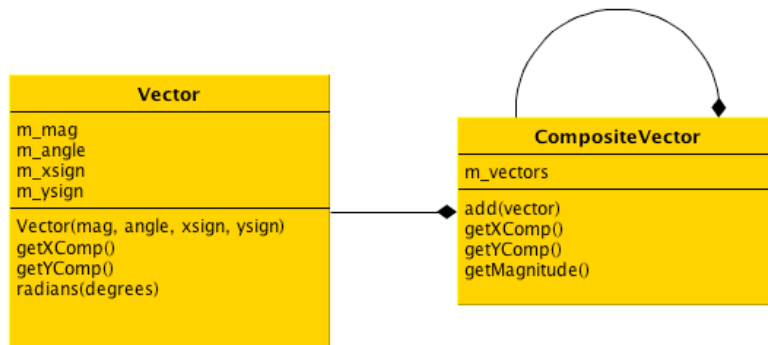 Vector
m_mag
m_angle
m_xsign
m_ysign
Vector(mag, angle, xsign, ysign)
getXComp()
getYComp()
radians(degrees)
CompositeVector
m_vectors
add(vector)
getXComp()
getYComp()
getMagnitude()